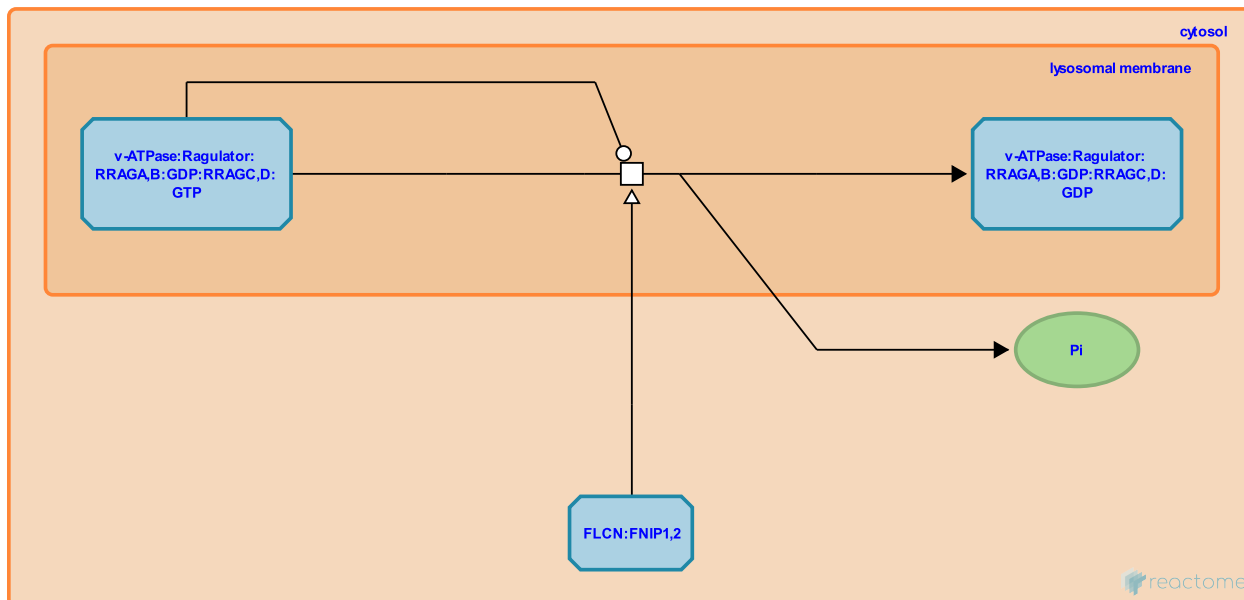 cytosol
lysosomal membrane
v-ATPase:Ragulator:
RRAGA,B:GDP:RRAGC,D:
GTP
v-ATPase:Ragulator:
RRAGA,B:GDP:RRAGC,D:
GDP
Pi
FLCN:FNIP1,2
reactome